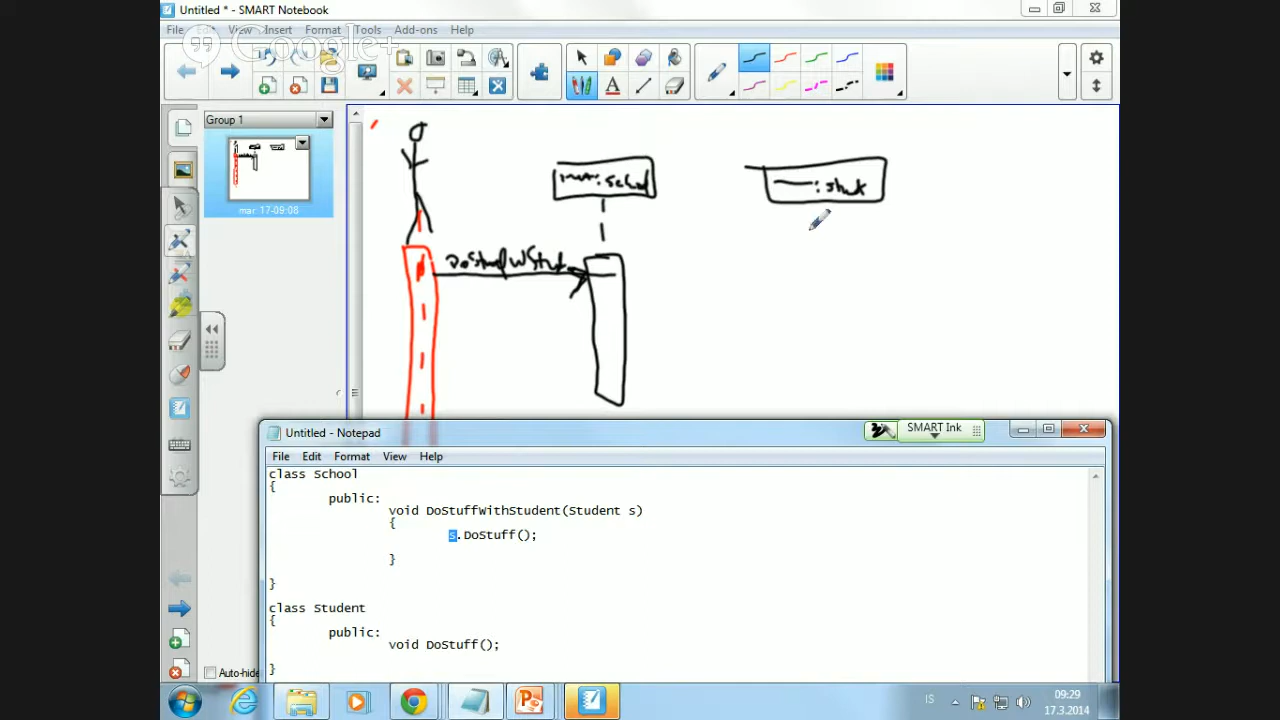 Untitled * - SMART Notebook
File Edit View Insert Format Tools Add-ons Help
Google+
Group 1
mar 17-09:08
: school
Untitled - Notepad
SMART Ink
File Edit Format View Help
class School
{
public:
void DoStuffWithStudent(Student s)
{
s.DoStuff();
}
}
class Student
{
public:
void DoStuff();
}
Auto-hide
IS
09:29
17.3.2014